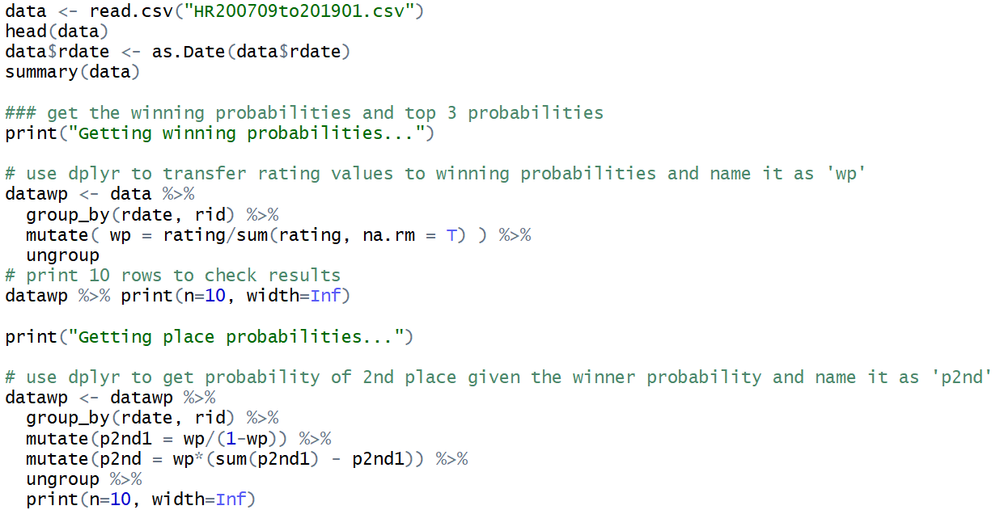 data <- read.csv("HR200709to201901.csv")
head(data)
data$rdate <- as.Date(data$rdate)
summary(data)
### get the winning probabilities and top 3 probabilities
print("Getting winning probabilities...")
# use dplyr to transfer rating values to winning probabilities and name it as 'wp'
datawp <- data %>%
  group_by(rdate, rid) %>%
  mutate( wp = rating/sum(rating, na.rm = T) ) %>%
  ungroup
# print 10 rows to check results
datawp %>% print(n=10, width=Inf)
print("Getting place probabilities...")
# use dplyr to get probability of 2nd place given the winner probability and name it as 'p2nd'
datawp <- datawp %>%
  group_by(rdate, rid) %>%
  mutate(p2nd1 = wp/(1-wp)) %>%
  mutate(p2nd = wp*(sum(p2nd1) - p2nd1)) %>%
  ungroup %>%
  print(n=10, width=Inf)